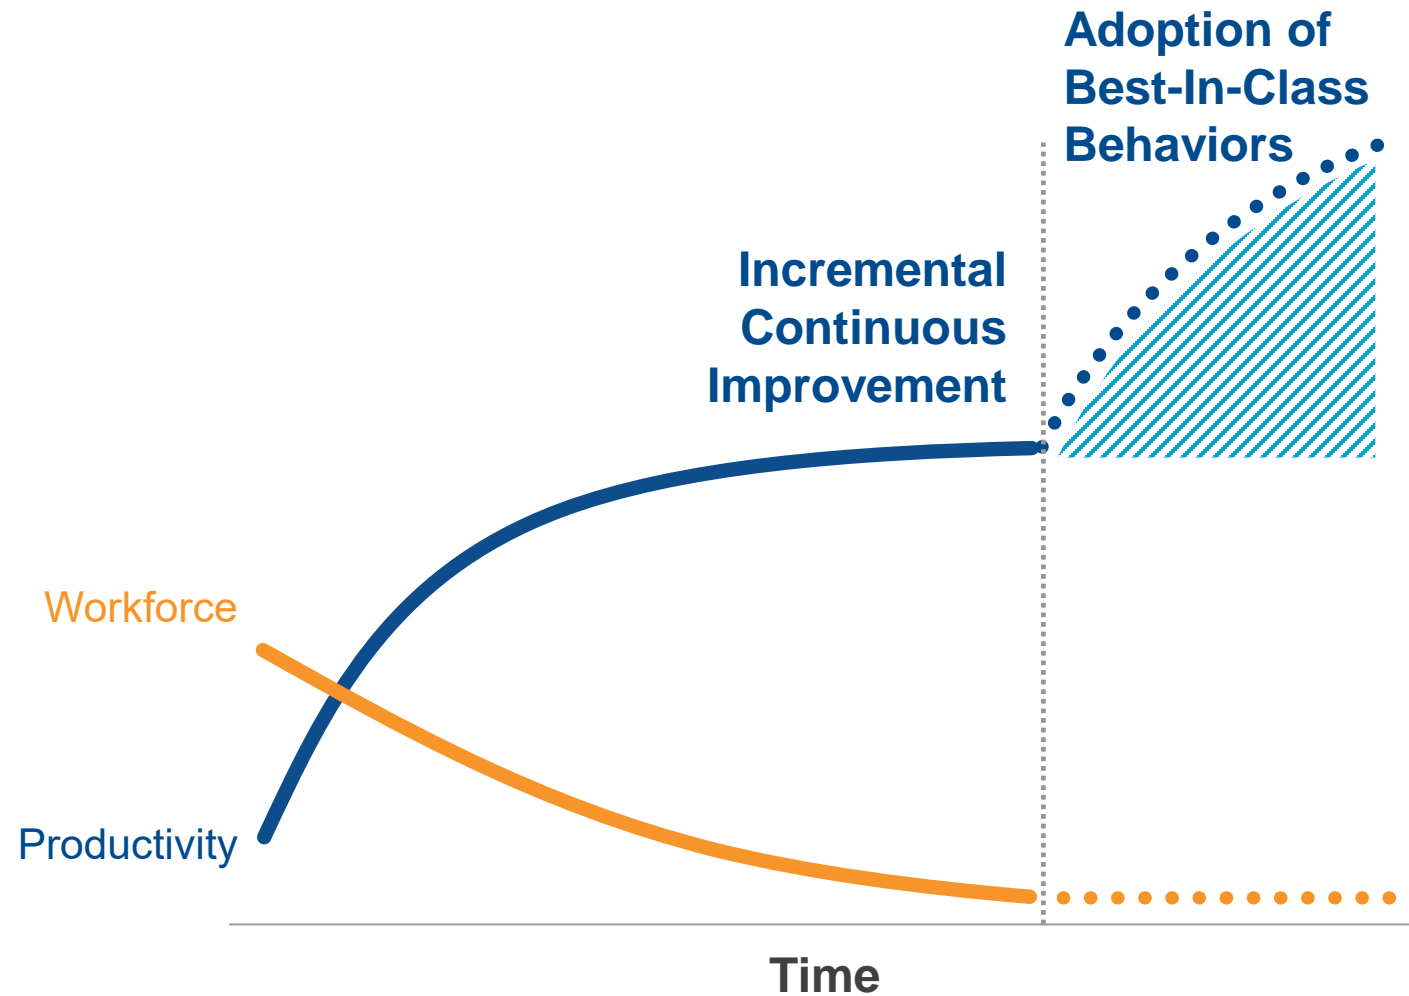 Adoption of
Best-In-Class
Behaviors
Incremental
Continuous
Improvement
Workforce
Productivity
Time